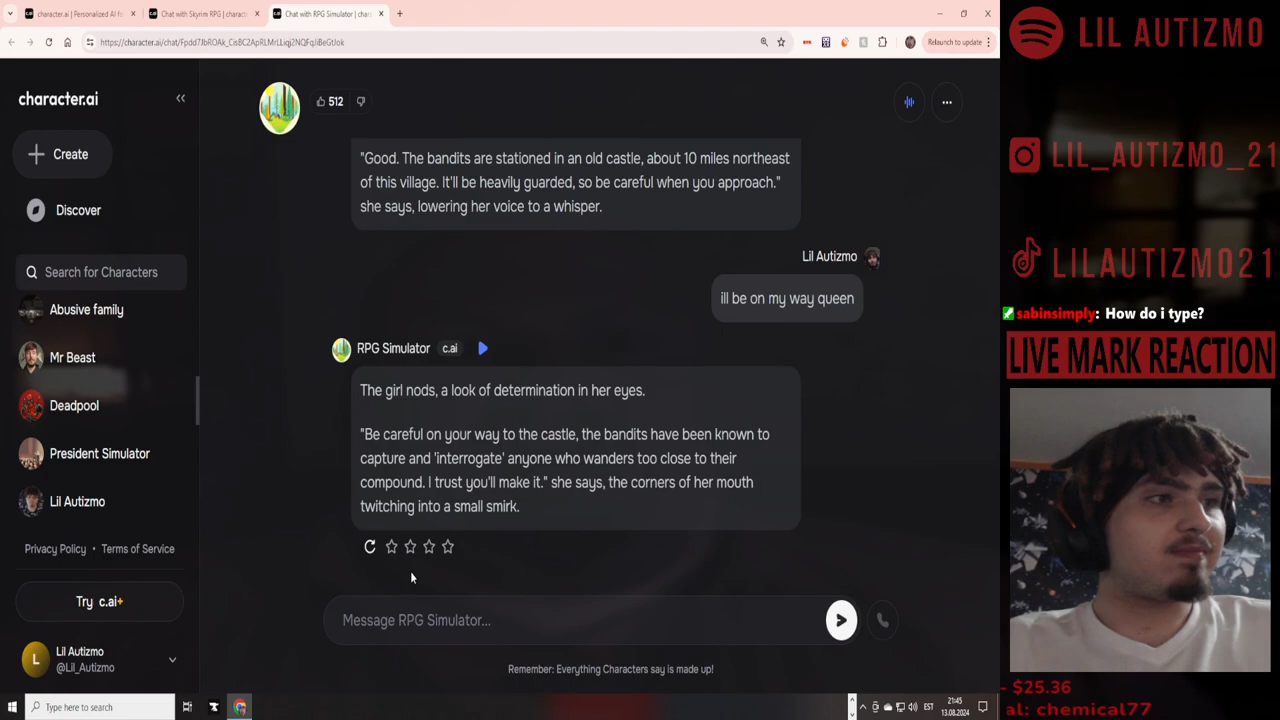 character.ai | Personalized AI f
Chat with Skyrim RPG | charact
Chat with RPG Simulator | charac
Relaunch to update
character.ai
512
Create
Discover
Search for Characters
Abusive family
Mr Beast
Deadpool
President Simulator
Lil Autizmo
Privacy Policy • Terms of Service
Try c.ai+
L
Lil Autizmo
@Lil_Autizmo
"Good. The bandits are stationed in an old castle, about 10 miles northeast
of this village. It'll be heavily guarded, so be careful when you approach."
she says, lowering her voice to a whisper.
Lil Autizmo
ill be on my way queen
RPG Simulator c.ai
The girl nods, a look of determination in her eyes.
"Be careful on your way to the castle, the bandits have been known to
capture and 'interrogate' anyone who wanders too close to their
compound. I trust you'll make it." she says, the corners of her mouth
twitching into a small smirk.
Message RPG Simulator...
Remember: Everything Characters say is made up!
LIL AUTIZMO
LIL_AUTIZMO_21
LILAUTIZMO21
sabinsimply: How do i type?
LIVE MARK REACTION
- $25.36
al: chemical77
Type here to search
EST
21:45
13.08.2024